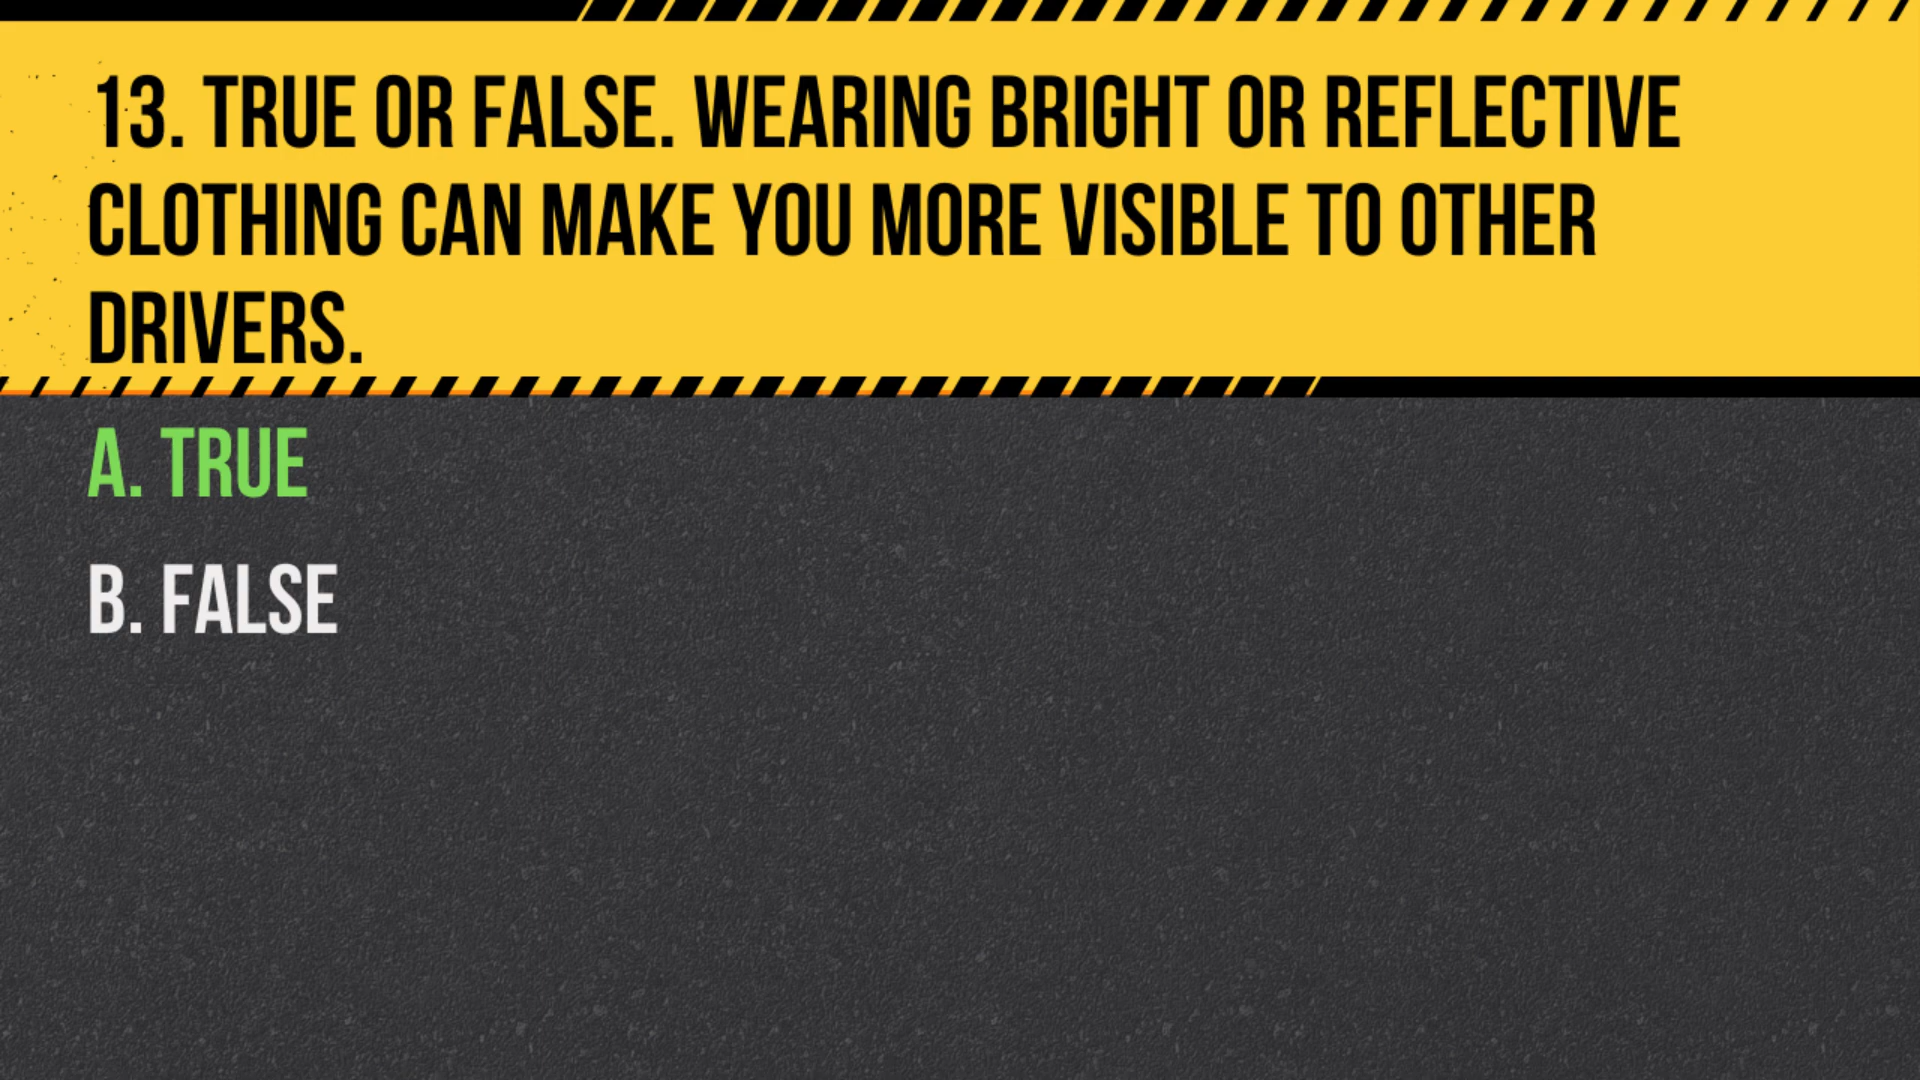 13. TRUE OR FALSE. WEARING BRIGHT OR REFLECTIVE
CLOTHING CAN MAKE YOU MORE VISIBLE TO OTHER
DRIVERS.
A. TRUE
B. FALSE